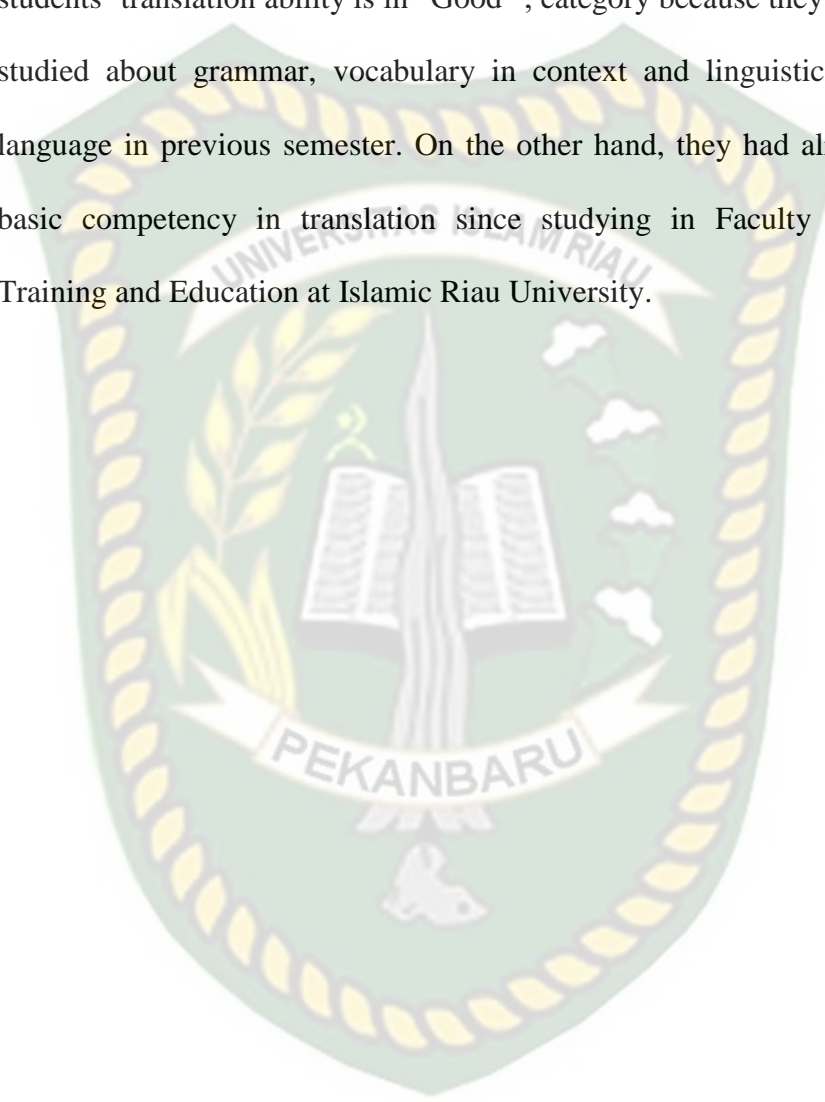 students' translation ability is in "Good", category because they
studied about grammar, vocabulary in context and linguistic
language in previous semester. On the other hand, they had
basic competency in translation since studying in Faculty
Training and Education at Islamic Riau University.
UNIVERSITAS ISLAM RIAU
PEKANBARU